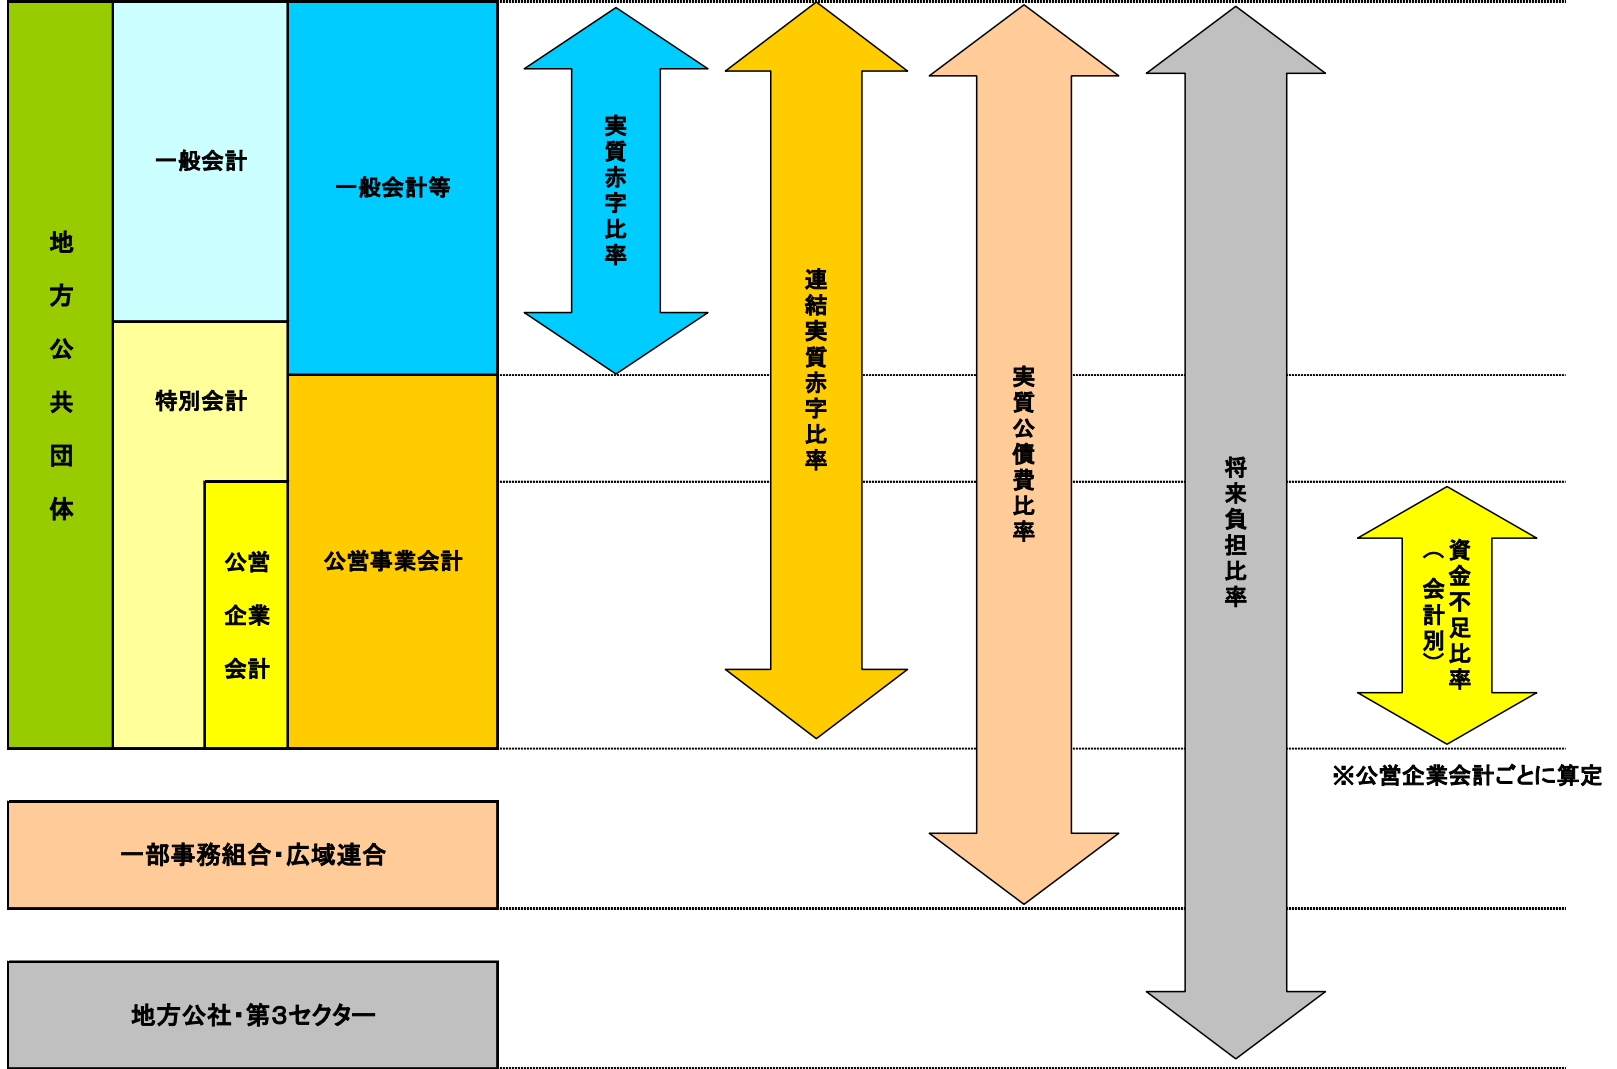 地方公共団体
一般会計
特別会計
公営
企業
会計
一般会計等
公営事業会計
実質赤字比率
連結実質赤字比率
実質公債費比率
将来負担比率
資金不足比率
（会計別）
※公営企業会計ごとに算定
一部事務組合・広域連合
地方公社・第３セクター